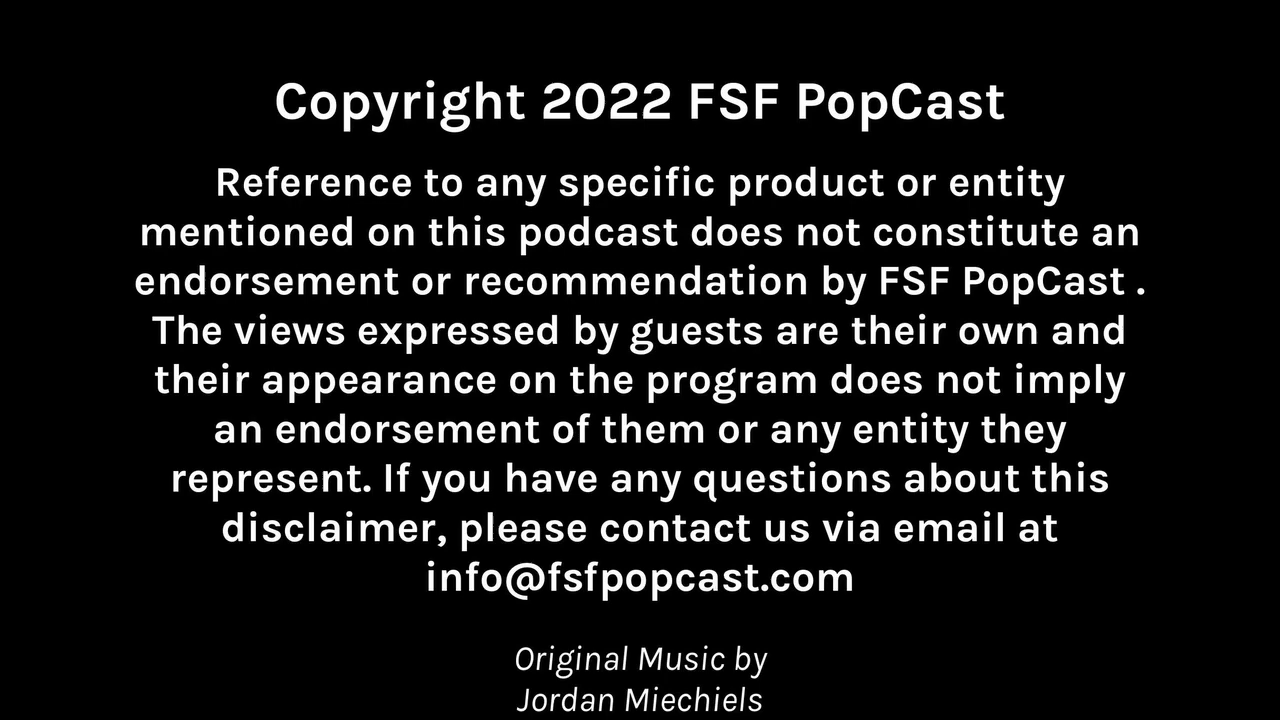 Copyright 2022 FSF PopCast
Reference to any specific product or entity
mentioned on this podcast does not constitute an
endorsement or recommendation by FSF PopCast .
The views expressed by guests are their own and
their appearance on the program does not imply
an endorsement of them or any entity they
represent. If you have any questions about this
disclaimer, please contact us via email at
info@fsfpopcast.com
Original Music by
Jordan Miechiels